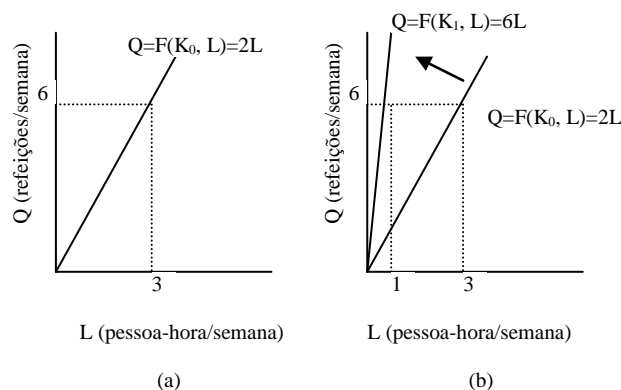 Q=F(K₀, L)=2L
6
Q (refeições/semana)
3
L (pessoa-hora/semana)
(a)
Q=F(K₁, L)=6L
6
Q=F(K₀, L)=2L
Q (refeições/semana)
1 3
L (pessoa-hora/semana)
(b)